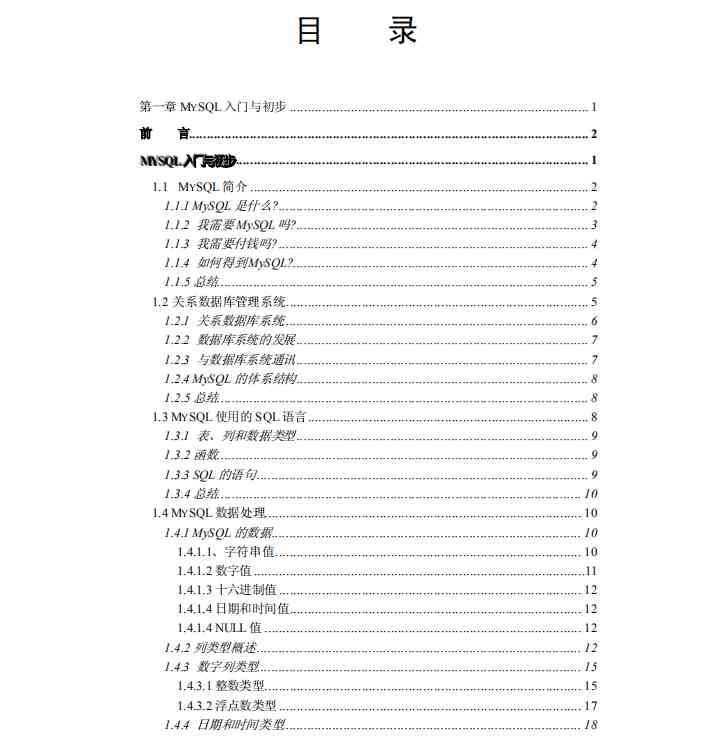 目 录
第一章 MYSQL 入门与初步 ........ 1
前 言 ........ 2
MYSQL 入门与初步 ........ 1
1.1 MYSQL 简介 ........ 2
1.1.1 MySQL 是什么? ........ 2
1.1.2 我需要 MySQL 吗? ........ 3
1.1.3 我需要付钱吗? ........ 4
1.1.4 如何得到 MySQL? ........ 4
1.1.5 总结 ........ 5
1.2 关系数据库管理系统 ........ 5
1.2.1 关系数据库系统 ........ 6
1.2.2 数据库系统的发展 ........ 7
1.2.3 与数据库系统通讯 ........ 7
1.2.4 MySQL 的体系结构 ........ 8
1.2.5 总结 ........ 8
1.3 MYSQL 使用的 SQL 语言 ........ 8
1.3.1 表、列和数据类型 ........ 9
1.3.2 函数 ........ 9
1.3.3 SQL 的语句 ........ 9
1.3.4 总结 ........ 10
1.4 MYSQL 数据处理 ........ 10
1.4.1 MySQL 的数据 ........ 10
1.4.1.1、字符串值 ........ 10
1.4.1.2 数字值 ........ 11
1.4.1.3 十六进制值 ........ 12
1.4.1.4 日期和时间值 ........ 12
1.4.1.4 NULL 值 ........ 12
1.4.2 列类型概述 ........ 12
1.4.3 数字列类型 ........ 15
1.4.3.1 整数类型 ........ 15
1.4.3.2 浮点数类型 ........ 17
1.4.4 日期和时间类型 ........ 18